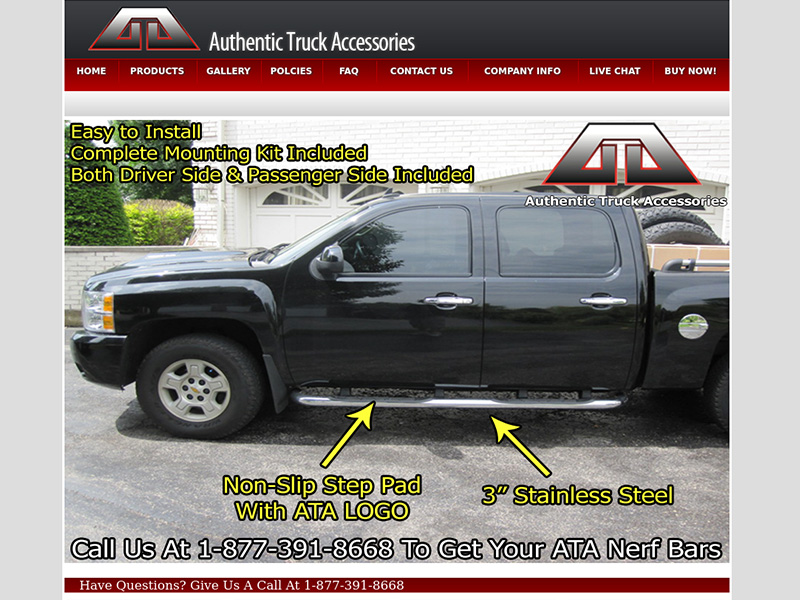 ATA Authentic Truck Accessories
HOME PRODUCTS GALLERY POLCIES FAQ CONTACT US COMPANY INFO LIVE CHAT BUY NOW!
Easy to Install
Complete Mounting Kit Included
Both Driver Side & Passenger Side Included
ATA
Authentic Truck Accessories
Non-Slip Step Pad
With ATA LOGO
3" Stainless Steel
Call Us At 1-877-391-8668 To Get Your ATA Nerf Bars
Have Questions? Give Us A Call At 1-877-391-8668